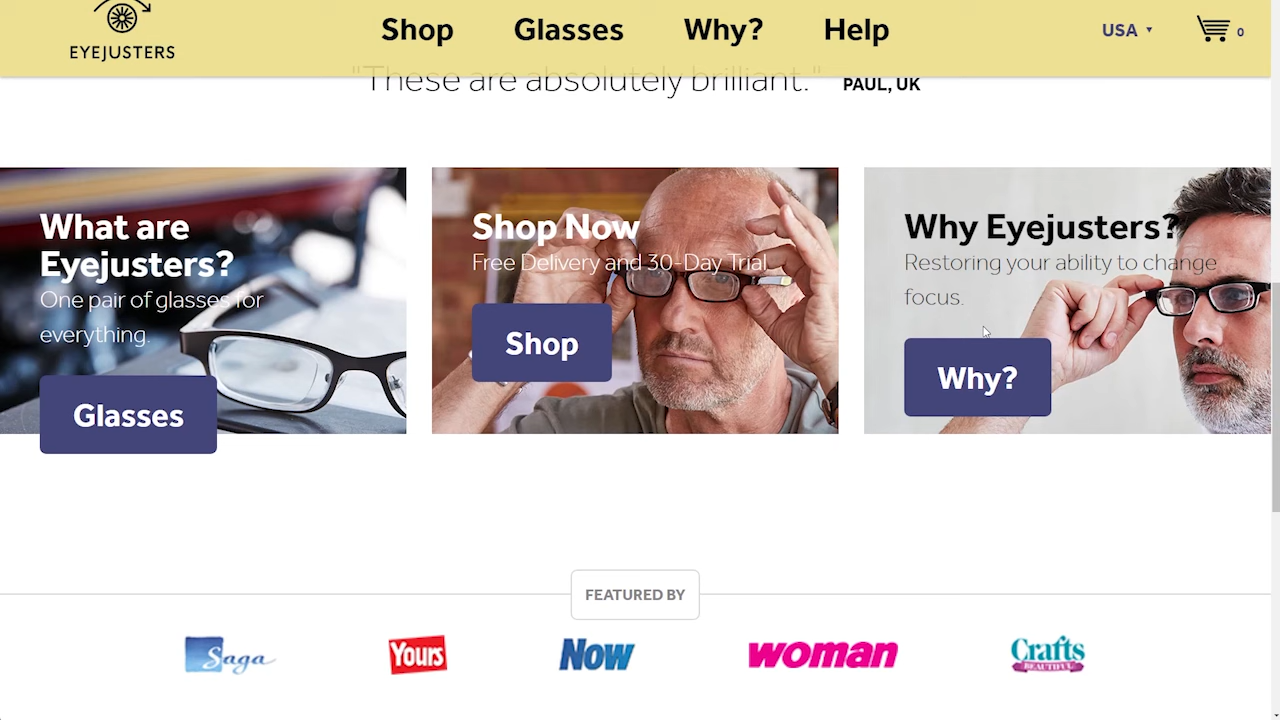 EYEJUSTERS
Shop
Glasses
Why?
Help
USA
0
"These are absolutely brilliant."
PAUL, UK
What are
Eyejusters?
One pair of glasses for
everything.
Glasses
Shop Now
Free Delivery and 30-Day Trial
Shop
Why Eyejusters?
Restoring your ability to change
focus.
Why?
FEATURED BY
Saga
Yours
Now
woman
Crafts
BEAUTIFUL